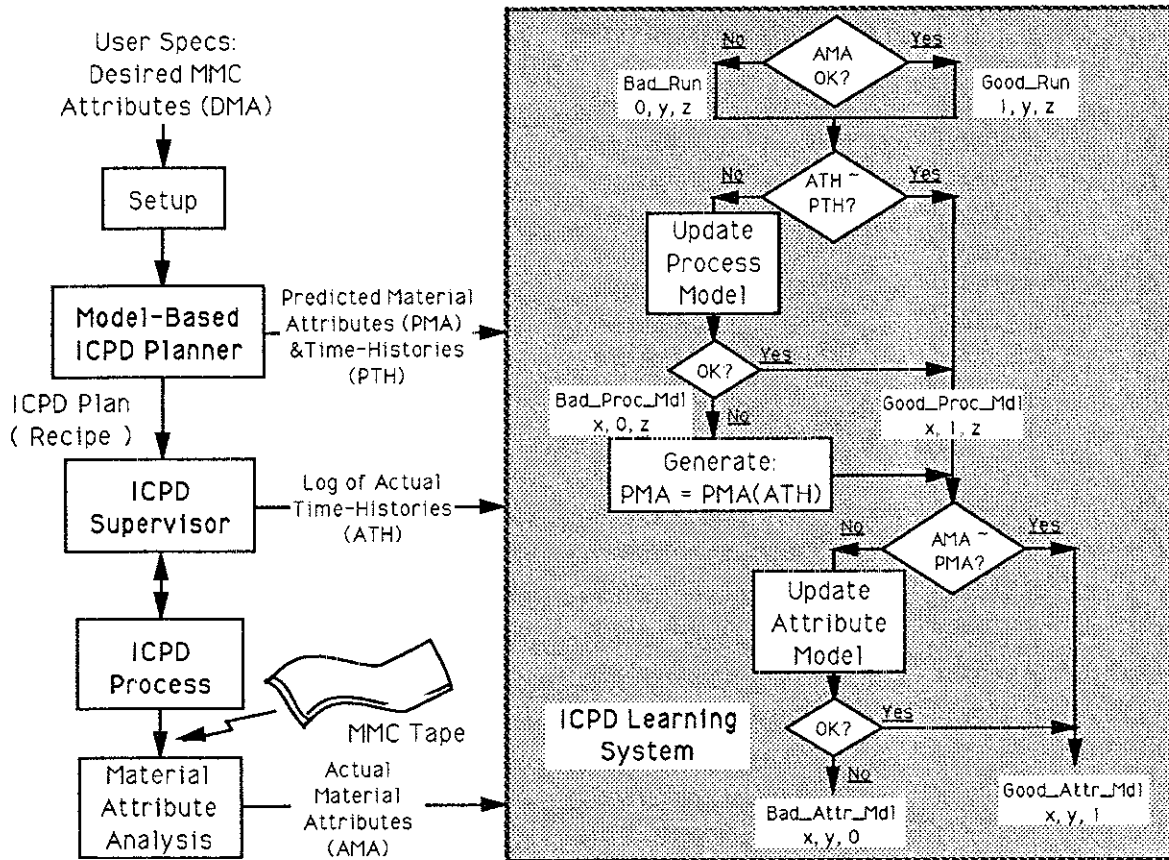 User Specs:
Desired MMC
Attributes (DMA)
Setup
Model-Based
ICPD Planner
Predicted Material
Attributes (PMA)
&Time-Histories
(PTH)
ICPD Plan
( Recipe )
ICPD
Supervisor
Log of Actual
Time-Histories
(ATH)
ICPD
Process
MMC Tape
Material
Attribute
Analysis
Actual
Material
Attributes
(AMA)
No
AMA
OK?
Yes
Bad_Run
0, y, z
Good_Run
1, y, z
No
ATH ~
PTH?
Yes
Update
Process
Model
OK?
Yes
Bad_Proc_Mdl
x, 0, z
No
Good_Proc_Mdl
x, 1, z
Generate:
PMA = PMA(ATH)
No
AMA ~
PMA?
Yes
Update
Attribute
Model
ICPD Learning
System
OK?
Yes
No
Bad_Attr_Mdl
x, y, 0
Good_Attr_Mdl
x, y, 1